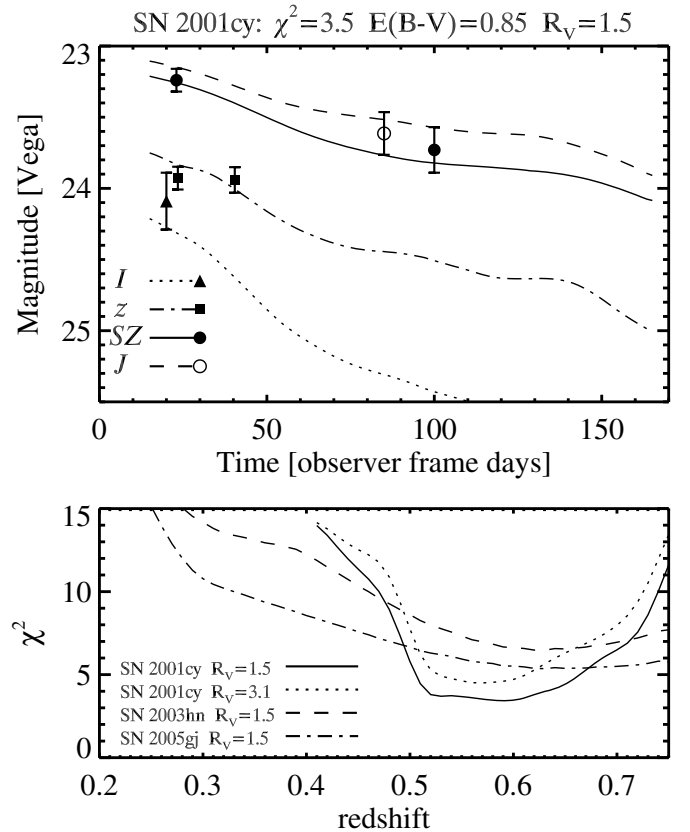 SN 2001cy: χ²=3.5 E(B-V)=0.85 R_V=1.5
23
24
25
Magnitude [Vega]
I
z
SZ
J
0 50 100 150
Time [observer frame days]
15
10
5
0
χ²
SN 2001cy R_V=1.5
SN 2001cy R_V=3.1
SN 2003hn R_V=1.5
SN 2005gj R_V=1.5
0.2 0.3 0.4 0.5 0.6 0.7
redshift